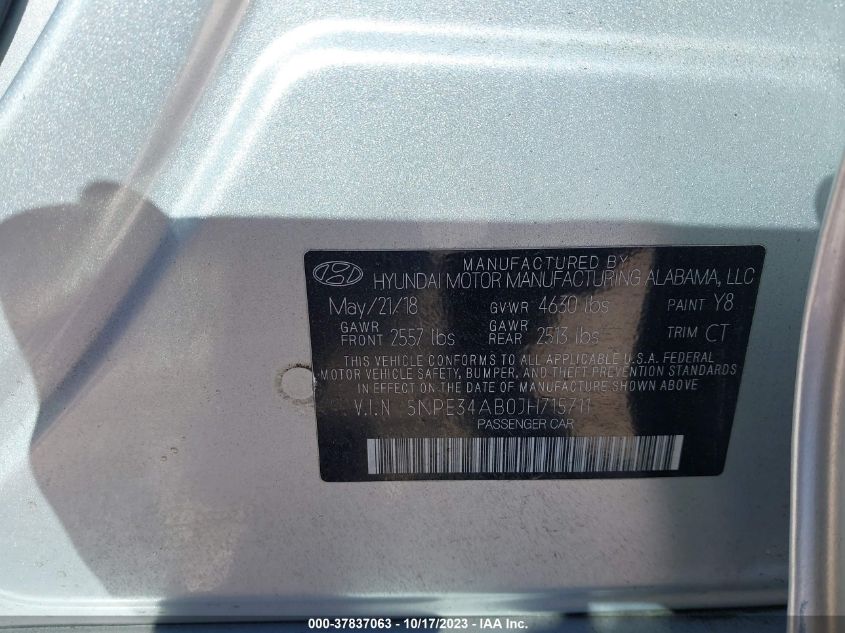 MANUFACTURED BY
HYUNDAI MOTOR MANUFACTURING ALABAMA, LLC
May/21/18 GVWR 4630 lbs PAINT Y8
GAWR FRONT 2557 lbs GAWR REAR 2513 lbs TRIM CT
THIS VEHICLE CONFORMS TO ALL APPLICABLE U.S.A. FEDERAL
MOTOR VEHICLE SAFETY, BUMPER, AND THEFT PREVENTION STANDARDS
IN EFFECT ON THE DATE OF MANUFACTURE SHOWN ABOVE
V.I.N 5NPE34AB0JH715711
PASSENGER CAR
000-37837063 - 10/17/2023 - IAA Inc.